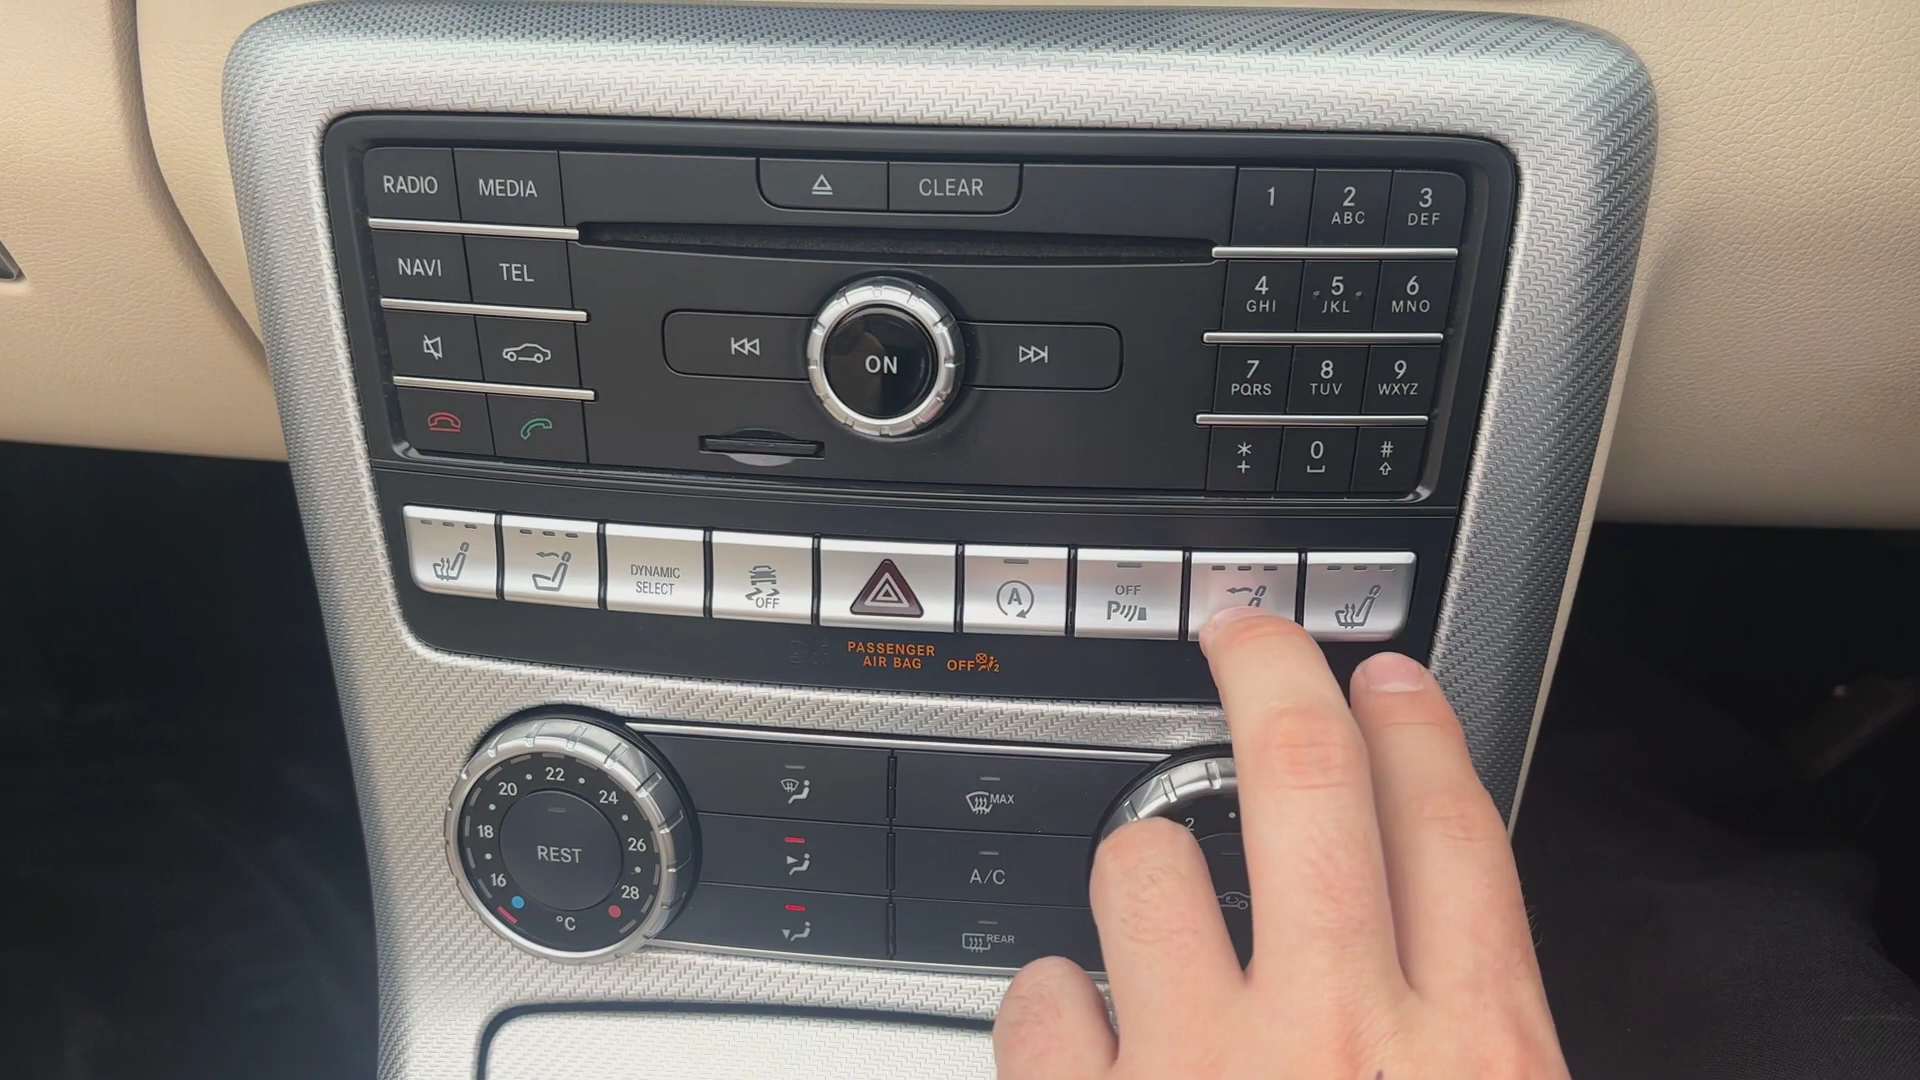 RADIO MEDIA CLEAR 1 2 3
ABC DEF
NAVI TEL 4 5 6
GHI JKL MNO
ON 7 8 9
PQRS TUV WXYZ
* 0 #
+
DYNAMIC
SELECT
OFF
A
OFF
P
PASSENGER
AIR BAG OFF 2
22
20 24
18 26
16 28
REST
°C
MAX
A/C
REAR
2